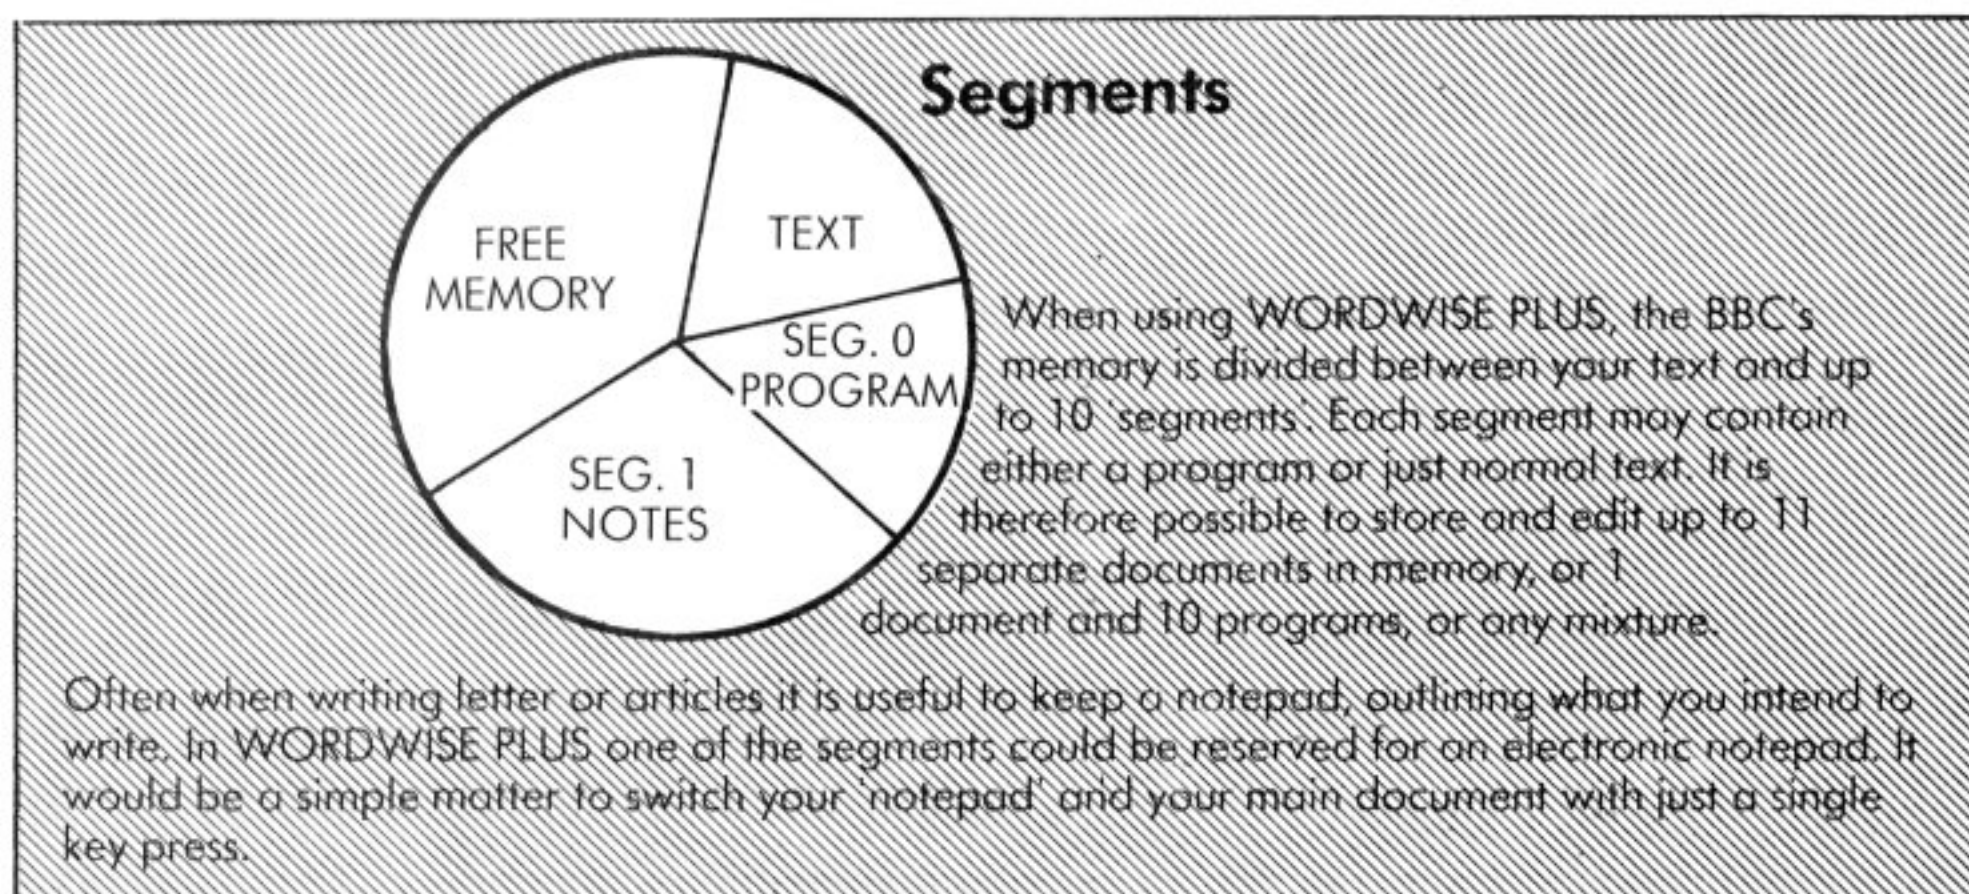 Segments
FREE
MEMORY
TEXT
SEG. 0
PROGRAM
SEG. 1
NOTES
When using WORDWISE PLUS, the BBC's
memory is divided between your text and up
to 10 'segments'. Each segment may contain
either a program or just normal text. It is
therefore possible to store and edit up to 11
separate documents in memory, or 1
document and 10 programs, or any mixture.
Often when writing letter or articles it is useful to keep a notepad, outlining what you intend to
write. In WORDWISE PLUS one of the segments could be reserved for an electronic notepad. It
would be a simple matter to switch your 'notepad' and your main document with just a single
key press.